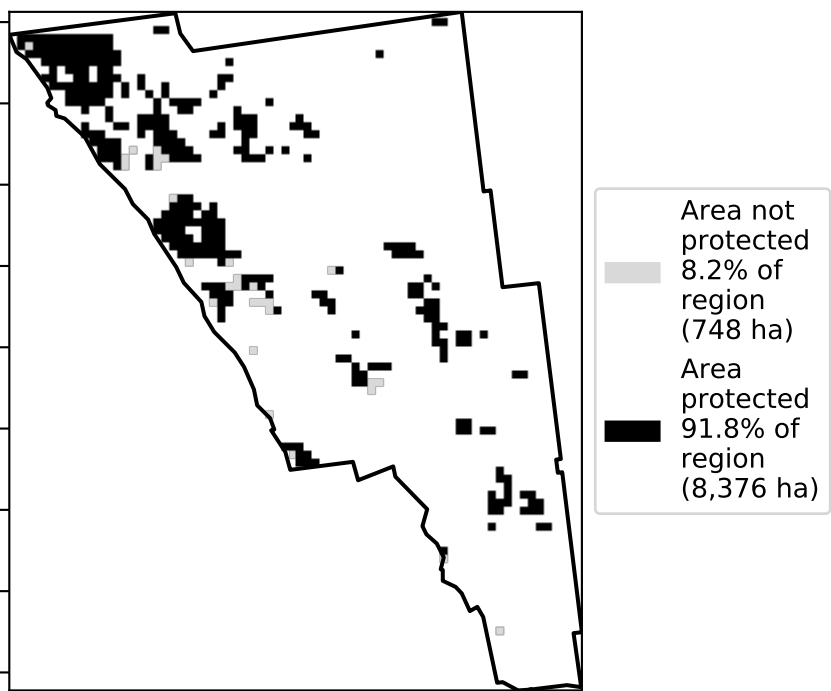 Area not
protected
8.2% of
region
(748 ha)
Area
protected
91.8% of
region
(8,376 ha)